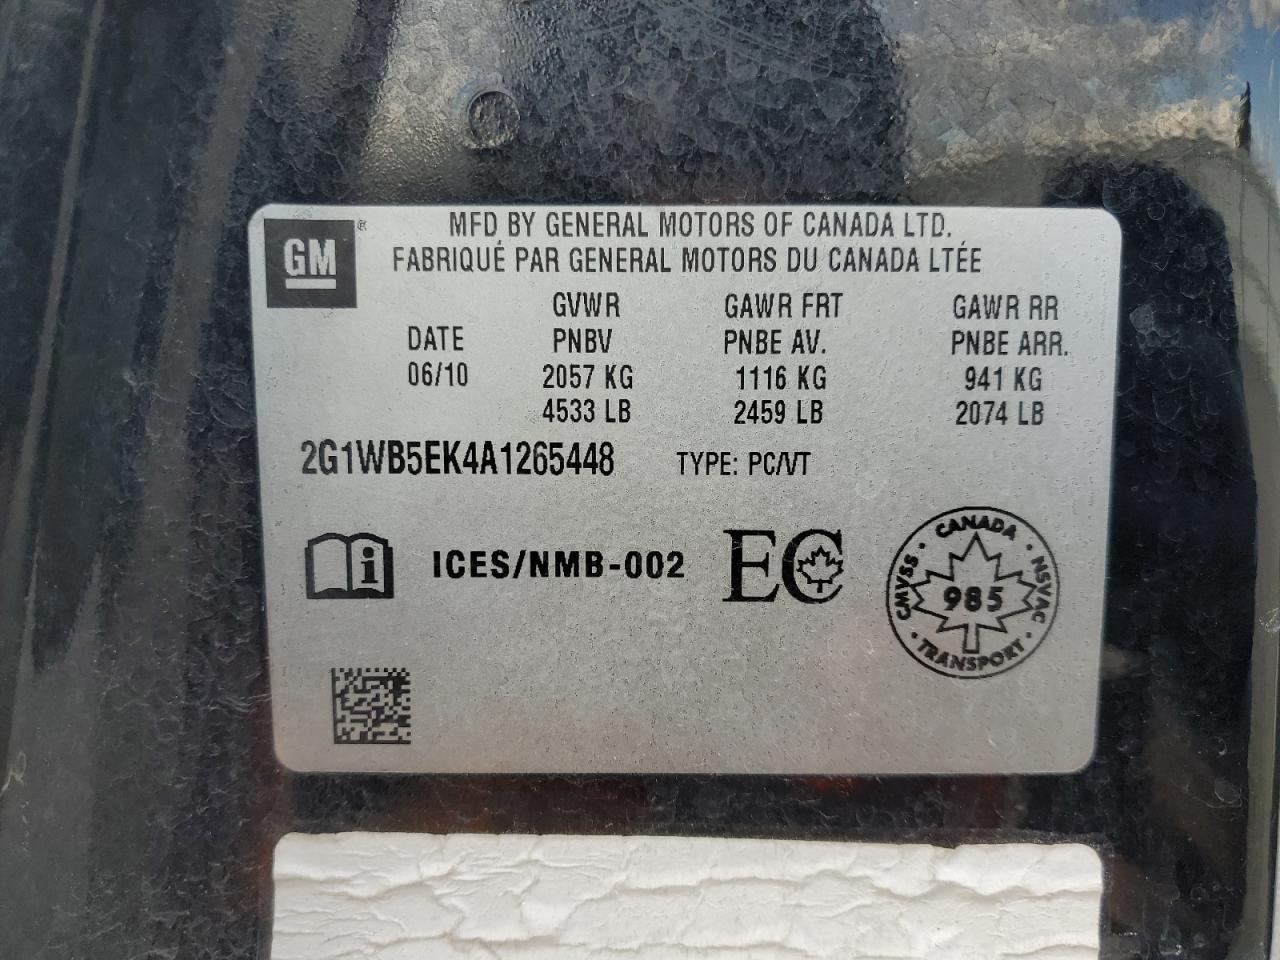 GM ®
MFD BY GENERAL MOTORS OF CANADA LTD.
FABRIQUÉ PAR GENERAL MOTORS DU CANADA LTÉE
GVWR GAWR FRT GAWR RR
DATE PNBV PNBE AV. PNBE ARR.
06/10 2057 KG 1116 KG 941 KG
4533 LB 2459 LB 2074 LB
2G1WB5EK4A1265448 TYPE: PC/VT
i ICES/NMB-002 EC
CANADA
CMVSS · 985 · NSVAC
TRANSPORT